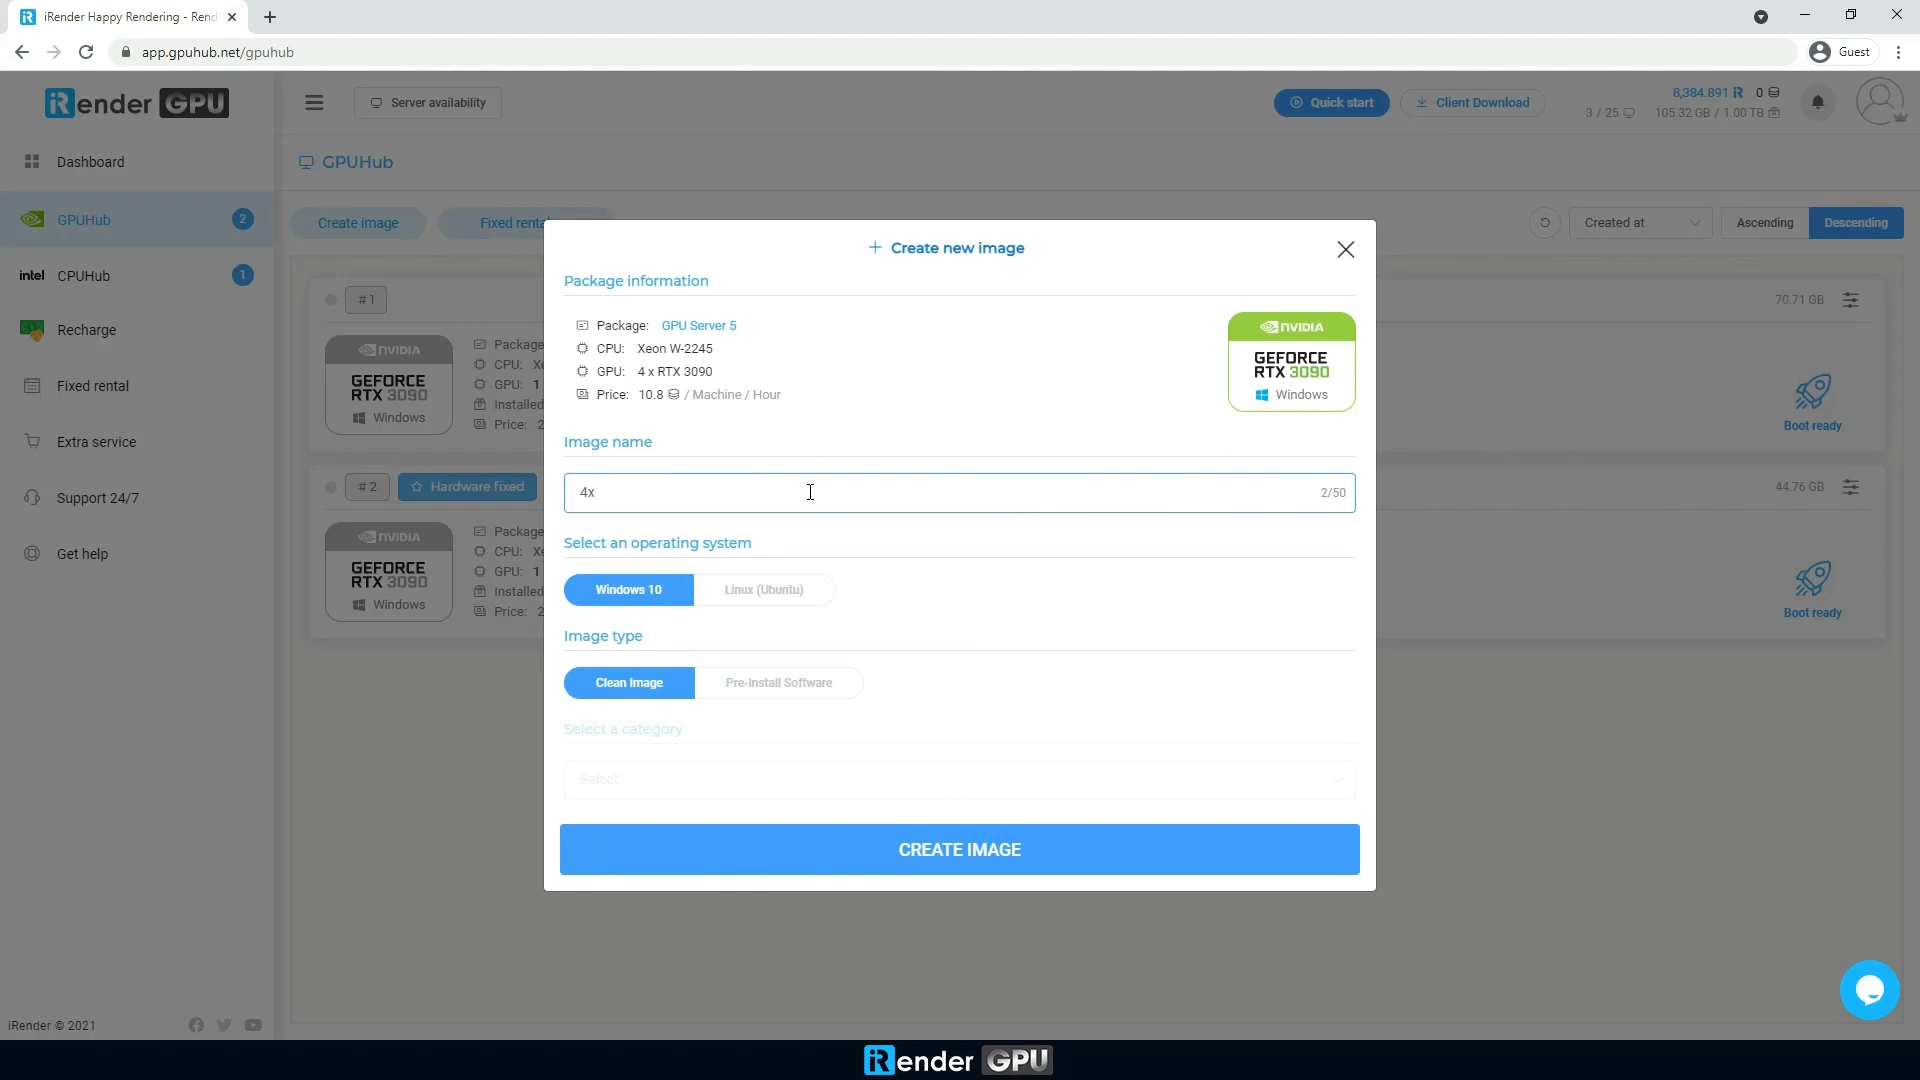 iRender Happy Rendering - Rend
app.gpuhub.net/gpuhub
Guest
iRender GPU
Server availability
Quick start
Client Download
8,384.891
0
3 / 25
105.32 GB / 1.00 TB
Dashboard
GPUHub
GPUHub
2
intel CPUHub
1
Recharge
Fixed rental
Extra service
Support 24/7
Get help
iRender © 2021
Create image
Fixed renta
Created at
Ascending
Descending
# 1
70.71 GB
NVIDIA
GEFORCE
RTX 3090
Windows
Package
CPU: Xe
GPU: 1
Installed
Price: 2
Boot ready
# 2
Hardware fixed
44.76 GB
NVIDIA
GEFORCE
RTX 3090
Windows
Package
CPU: Xe
GPU: 1
Installed
Price: 2
Boot ready
+ Create new image
Package information
Package: GPU Server 5
CPU: Xeon W-2245
GPU: 4 x RTX 3090
Price: 10.8 / Machine / Hour
NVIDIA
GEFORCE
RTX 3090
Windows
Image name
4x
2/50
Select an operating system
Windows 10
Linux (Ubuntu)
Image type
Clean Image
Pre-Install Software
Select a category
Select
CREATE IMAGE
iRender GPU